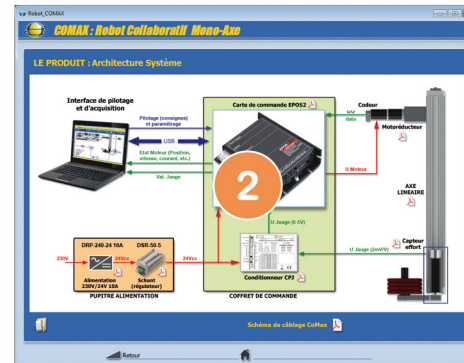 Robot_COMAX
COMAX : Robot Collaboratif Mono-Axe
LE PRODUIT : Architecture Système
Interface de pilotage
et d'acquisition
Pilotage (consignes)
et paramétrage
USB
Etat Moteur (Position,
vitesse, courant, etc.)
Val. Jauge
Carte de commande EPOS2
2
U Jauge (0-5V)
Conditionneur CPJ
COFFRET DE COMMANDE
Codeur
data
Motoréducteur
U Moteur
AXE
LINEAIRE
Capteur
effort
U Jauge (2mV/V)
DRP-240-24 10A
DSR-50-5
230V
24Vcc
24Vcc
Alimentation
230V/24V 10A
Schunt
(régulateur)
PUPITRE ALIMENTATION
Schéma de câblage CoMax
Retour